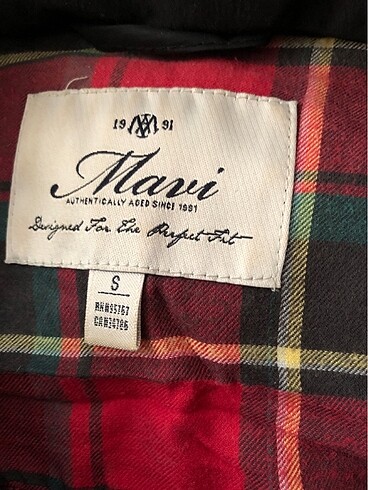 19 91
Mavi
AUTHENTICALLY AGED SINCE 1991
Designed For The Perfect Fit
S
RN#95767
CA#34786